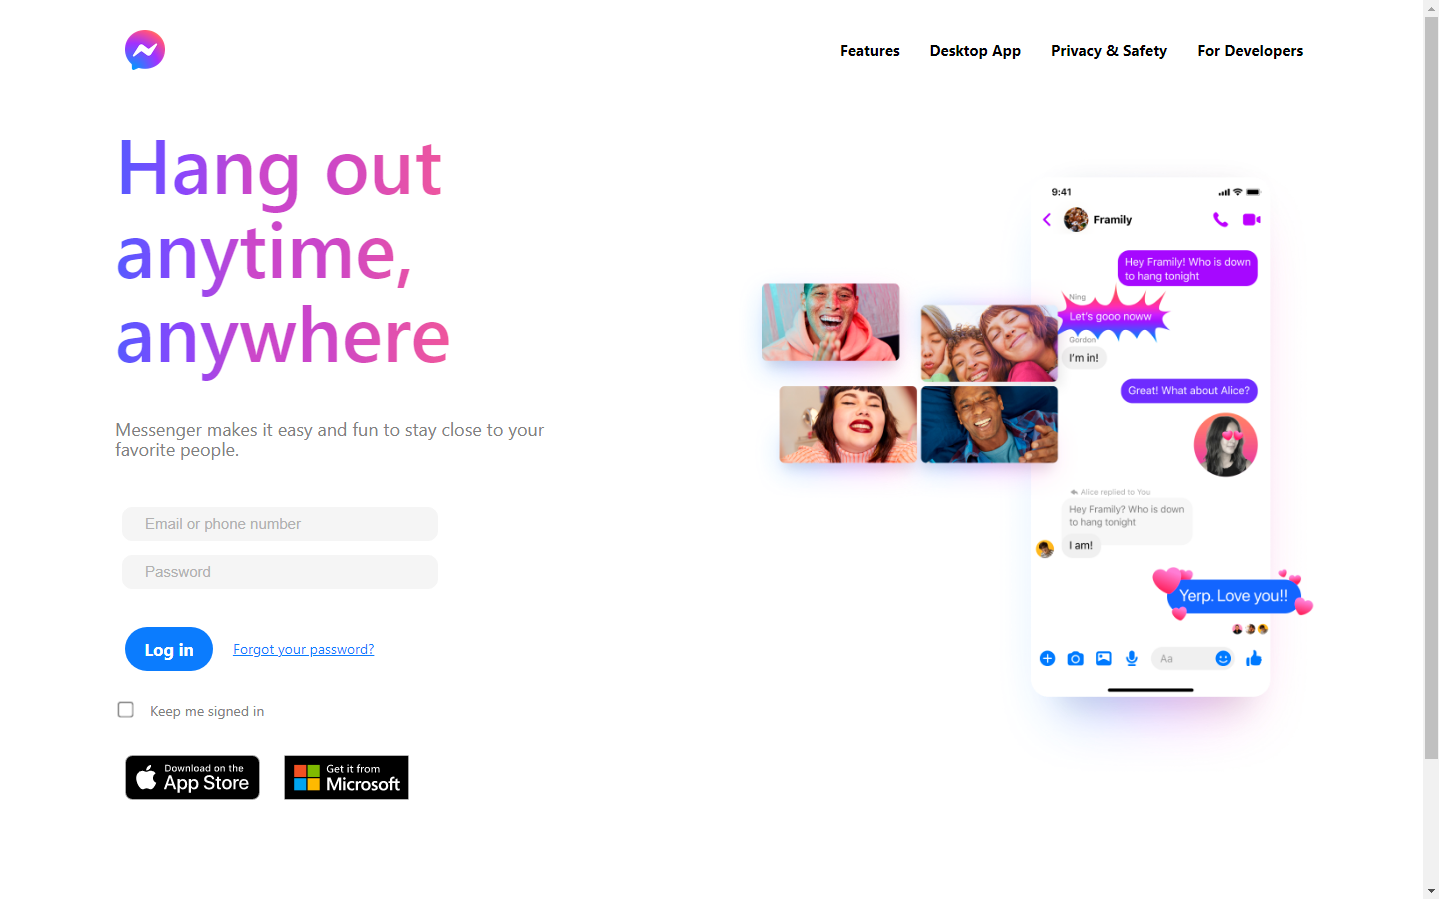 Features Desktop App Privacy & Safety For Developers
Hang out
anytime,
anywhere
Messenger makes it easy and fun to stay close to your
favorite people.
Email or phone number
Password
Log in Forgot your password?
Keep me signed in
Download on the
App Store
Get it from
Microsoft
9:41
Framily
Hey Framily! Who is down
to hang tonight
Ning
Let's gooo noww
Gordon
I'm in!
Great! What about Alice?
Alice replied to You
Hey Framily? Who is down
to hang tonight
I am!
Yerp. Love you!!
Aa